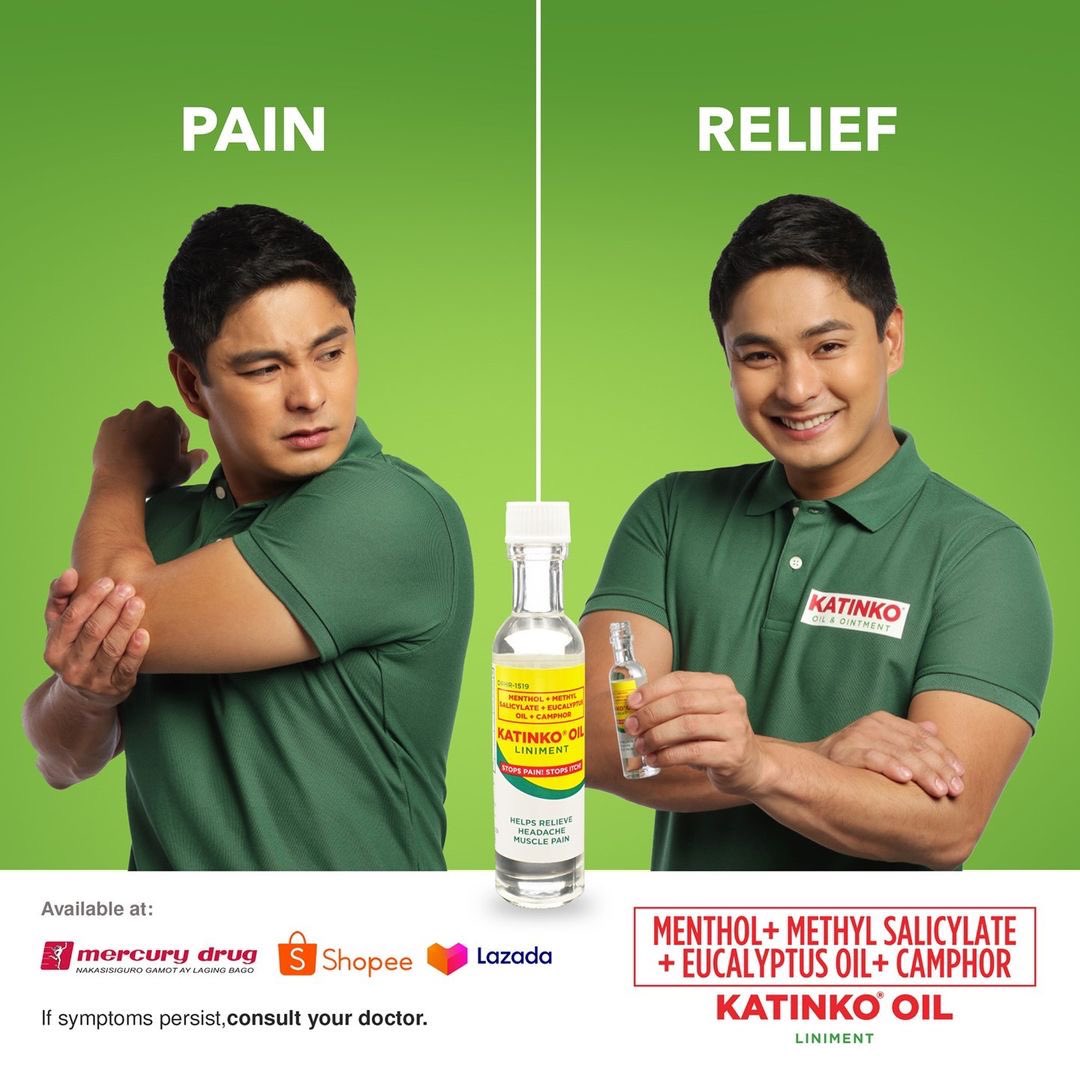 PAIN
RELIEF
KATINKO®
OIL & OINTMENT
MENTHOL + METHYL
SALICYLATE + EUCALYPTUS
OIL + CAMPHOR
KATINKO® OIL
LINIMENT
STOPS PAIN! STOPS ITCH!
HELPS RELIEVE
HEADACHE
MUSCLE PAIN
Available at:
mercury drug
NAKASISIGURO GAMOT AY LAGING BAGO
S Shopee
Lazada
If symptoms persist,consult your doctor.
MENTHOL+ METHYL SALICYLATE
+ EUCALYPTUS OIL+ CAMPHOR
KATINKO® OIL
LINIMENT